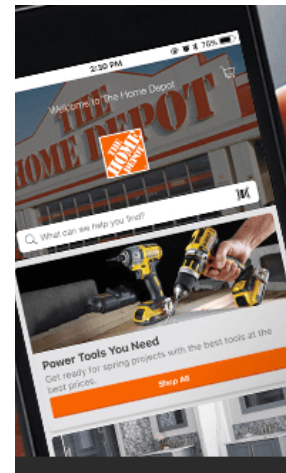 2:30 PM
76%
Welcome to The Home Depot
THE
HOME DEPOT
THE
HOME
DEPOT
What can we help you find?
Power Tools You Need
Get ready for spring projects with the best tools at the
best prices.
Shop All